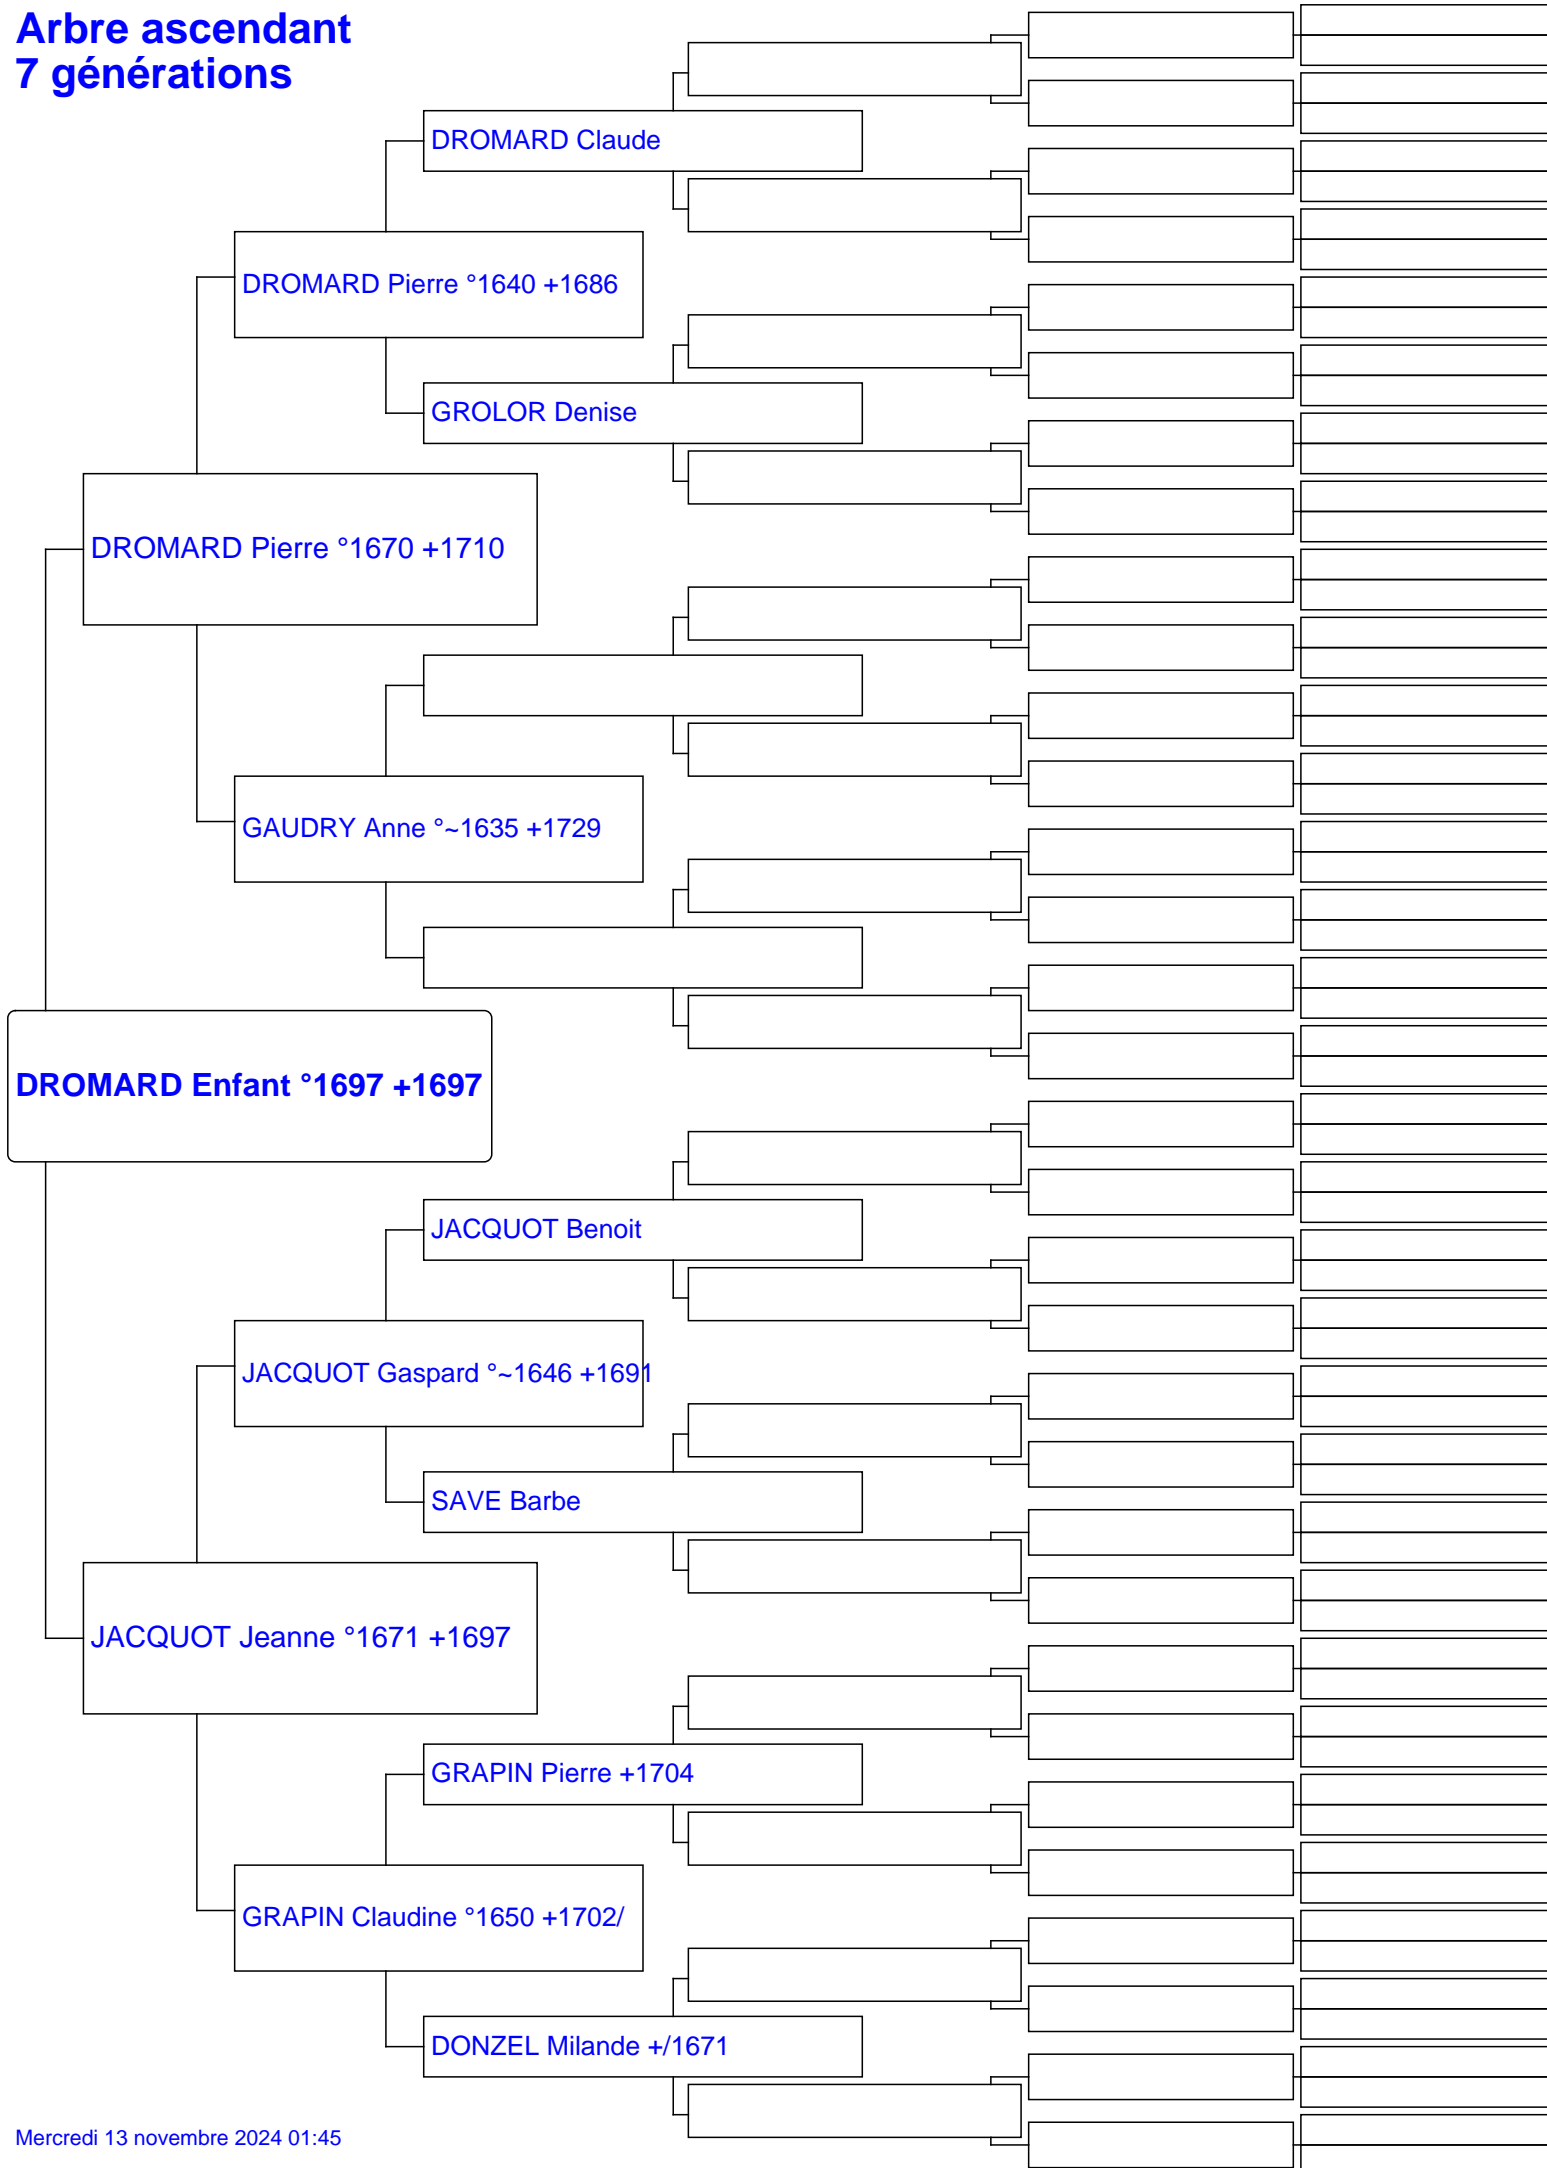 Arbre ascendant
7 générations
DROMARD Claude
DROMARD Pierre °1640 +1686
GROLOR Denise
DROMARD Pierre °1670 +1710
GAUDRY Anne °~1635 +1729
DROMARD Enfant °1697 +1697
JACQUOT Benoit
JACQUOT Gaspard °~1646 +1691
SAVE Barbe
JACQUOT Jeanne °1671 +1697
GRAPIN Pierre +1704
GRAPIN Claudine °1650 +1702/
DONZEL Milande +/1671
Mercredi 13 novembre 2024 01:45